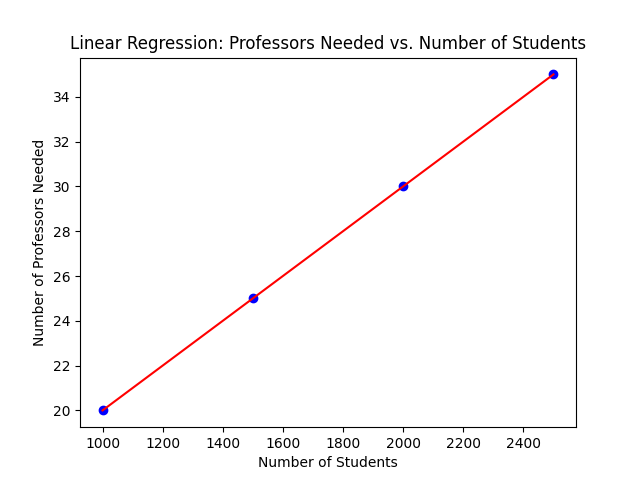 Linear Regression: Professors Needed vs. Number of Students
34
32
30
28
26
24
22
20
Number of Professors Needed
1000 1200 1400 1600 1800 2000 2200 2400
Number of Students